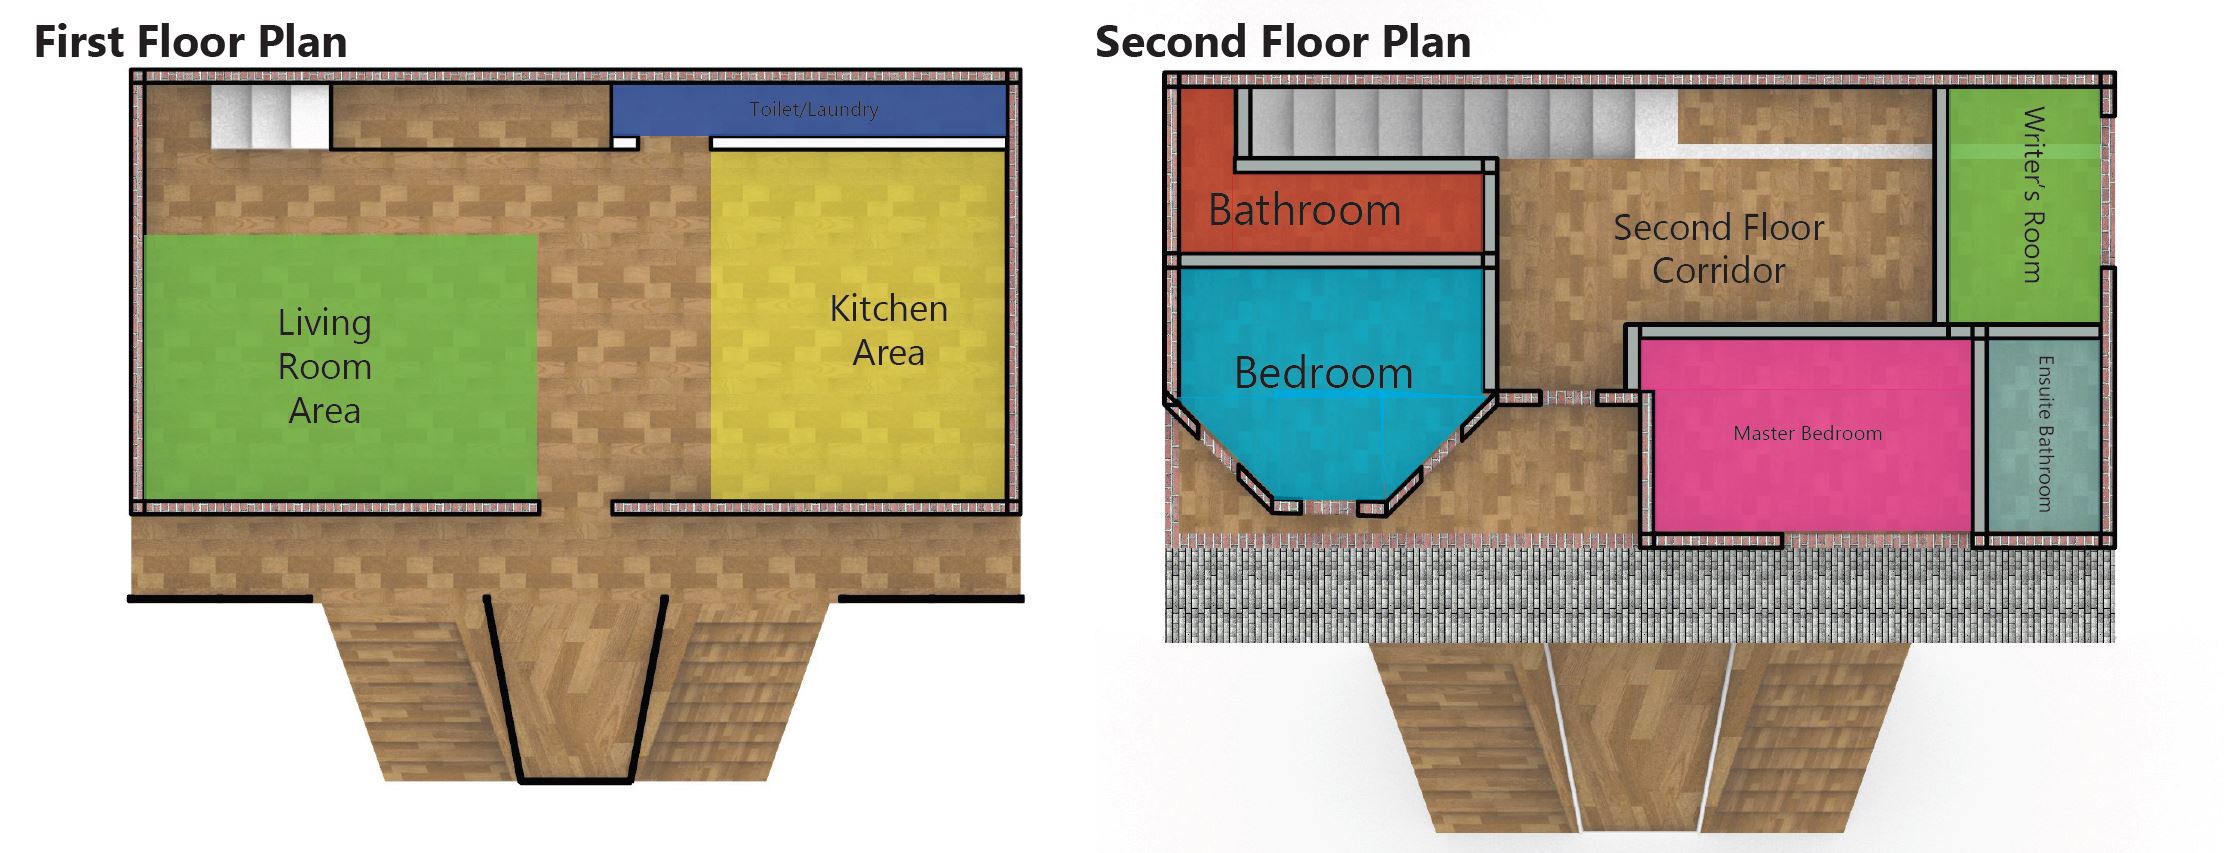 First Floor Plan
Toilet/Laundry
Living
Room
Area
Kitchen
Area
Second Floor Plan
Bathroom
Second Floor
Corridor
Writer's Room
Bedroom
Master Bedroom
Ensuite Bathroom